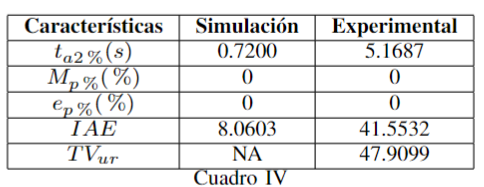 Características Simulación Experimental
t_{a2 %}(s) 0.7200 5.1687
M_{p %}(%) 0 0
e_{p %}(%) 0 0
IAE 8.0603 41.5532
TV_{ur} NA 47.9099
Cuadro IV